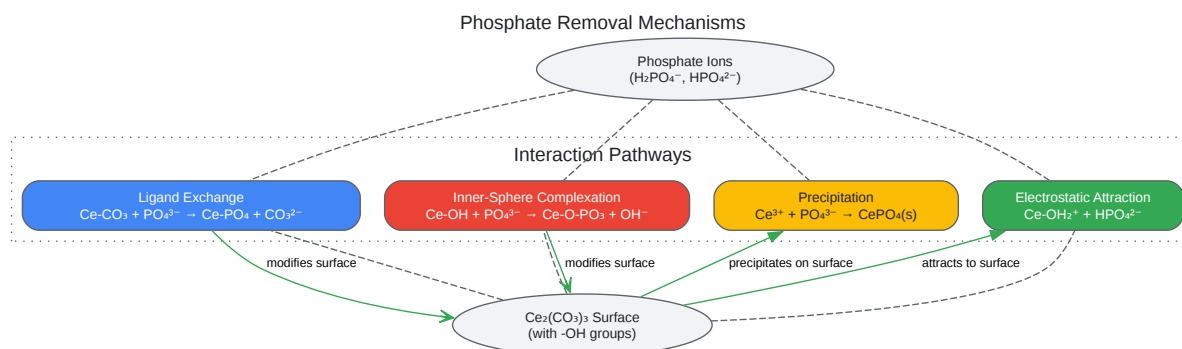 Phosphate Removal Mechanisms
Phosphate Ions
(H₂PO₄⁻, HPO₄²⁻)
Interaction Pathways
Ligand Exchange
Ce-CO₃ + PO₄³⁻ → Ce-PO₄ + CO₃²⁻
Inner-Sphere Complexation
Ce-OH + PO₄³⁻ → Ce-O-PO₃ + OH⁻
Precipitation
Ce³⁺ + PO₄³⁻ → CePO₄(s)
Electrostatic Attraction
Ce-OH₂⁺ + HPO₄²⁻
modifies surface
modifies surface
precipitates on surface
attracts to surface
Ce₂(CO₃)₃ Surface
(with -OH groups)